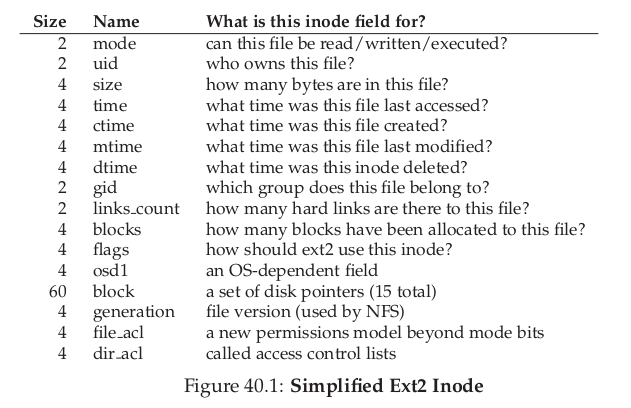 Size Name What is this inode field for?
2 mode can this file be read/written/executed?
2 uid who owns this file?
4 size how many bytes are in this file?
4 time what time was this file last accessed?
4 ctime what time was this file created?
4 mtime what time was this file last modified?
4 dtime what time was this inode deleted?
2 gid which group does this file belong to?
2 links_count how many hard links are there to this file?
4 blocks how many blocks have been allocated to this file?
4 flags how should ext2 use this inode?
4 osd1 an OS-dependent field
60 block a set of disk pointers (15 total)
4 generation file version (used by NFS)
4 file_acl a new permissions model beyond mode bits
4 dir_acl called access control lists
Figure 40.1: Simplified Ext2 Inode